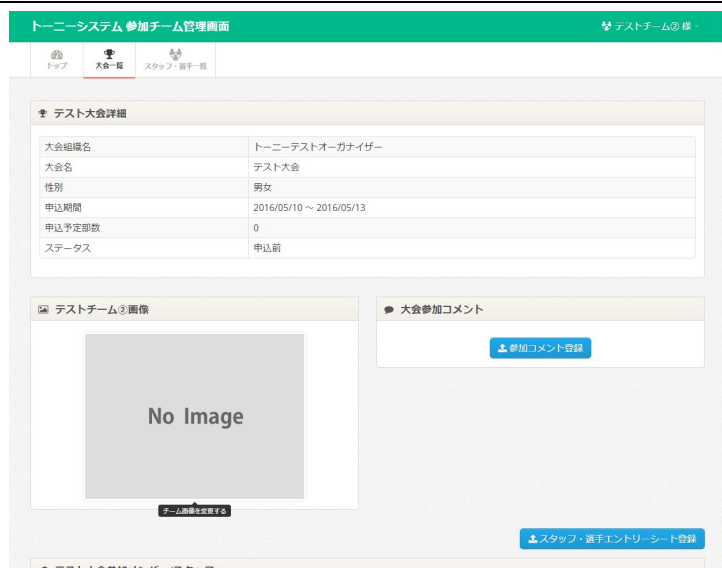 トーニーシステム 参加チーム管理画面
テストチーム② 様
トップ
大会一覧
スタッフ・選手一覧
テスト大会詳細
大会組織名 トーニーテストオーガナイザー
大会名 テスト大会
性別 男女
申込期間 2016/05/10 ～ 2016/05/13
申込予定部数 0
ステータス 申込前
テストチーム②画像
大会参加コメント
参加コメント登録
No Image
チーム画像を変更する
スタッフ・選手エントリーシート登録